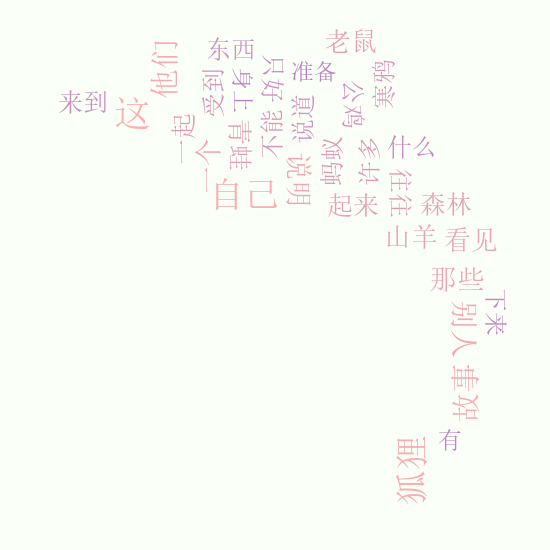 老鼠
东西
他们
只好
准备
寒鸦
受到
身上
公鸡
来到
这
说道
一起
青蛙
不能
蚂蚁
许多
什么
一个
说明
自己
起来
往往
森林
山羊
看见
那些
下来
别人
故事
有
狐狸